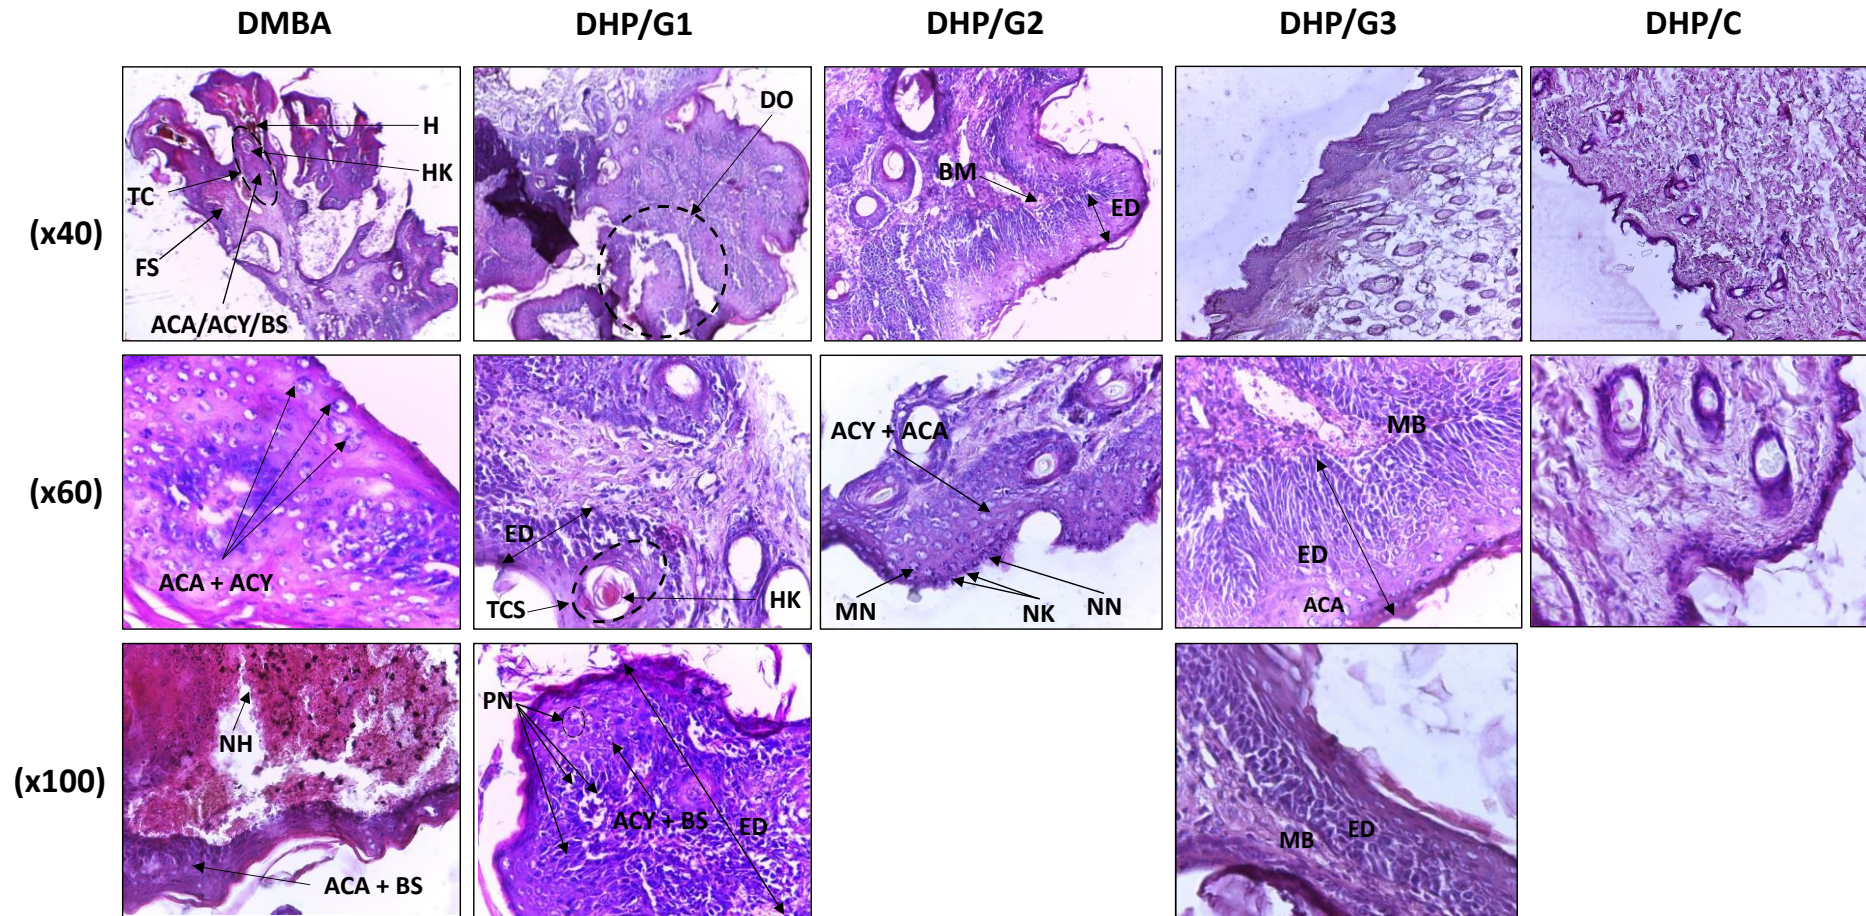 DMBA DHP/G1 DHP/G2 DHP/G3 DHP/C
(x40)
H
HK
TC
FS
ACA/ACY/BS
DO
BM
ED
(x60)
ACA + ACY
ED
TCS
HK
ACY + ACA
MN
NK
NN
MB
ED
ACA
(x100)
NH
ACA + BS
PN
ACY + BS
ED
MB
ED